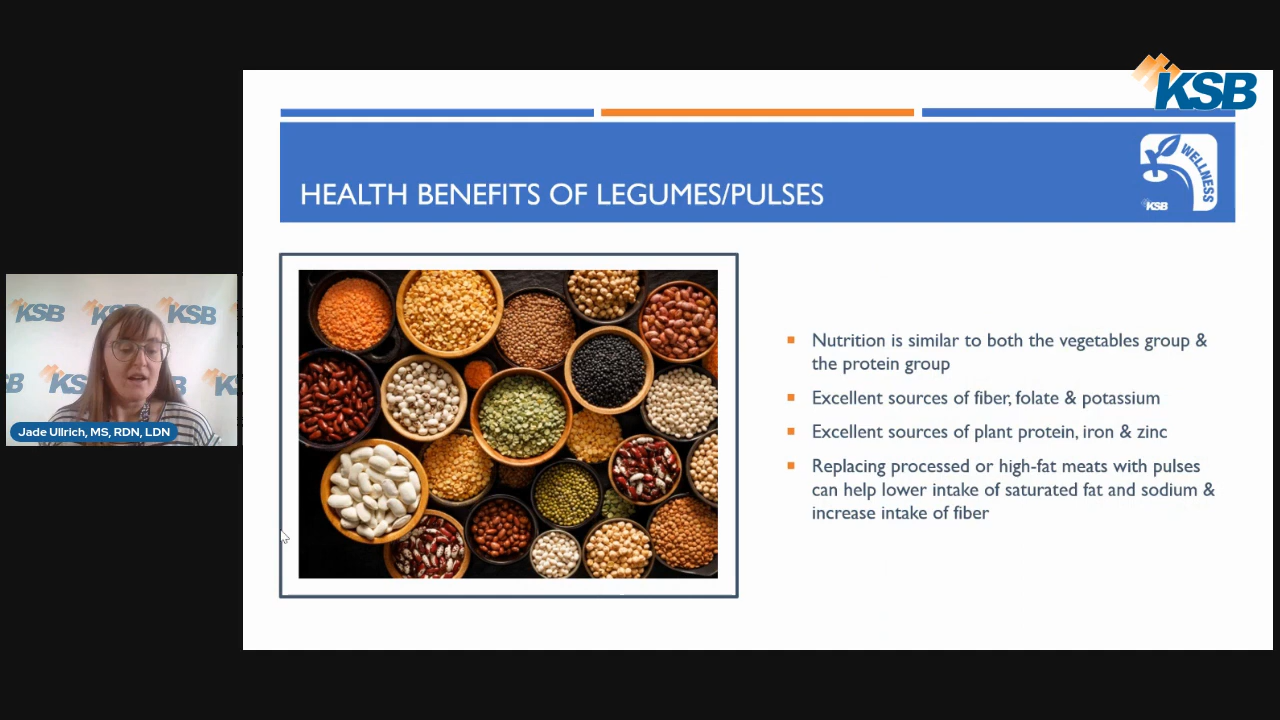 KSB
WELLNESS
KSB
HEALTH BENEFITS OF LEGUMES/PULSES
Nutrition is similar to both the vegetables group &
the protein group
Excellent sources of fiber, folate & potassium
Excellent sources of plant protein, iron & zinc
Replacing processed or high-fat meats with pulses
can help lower intake of saturated fat and sodium &
increase intake of fiber
KSB
KSB
KSB
Jade Ullrich, MS, RDN, LDN